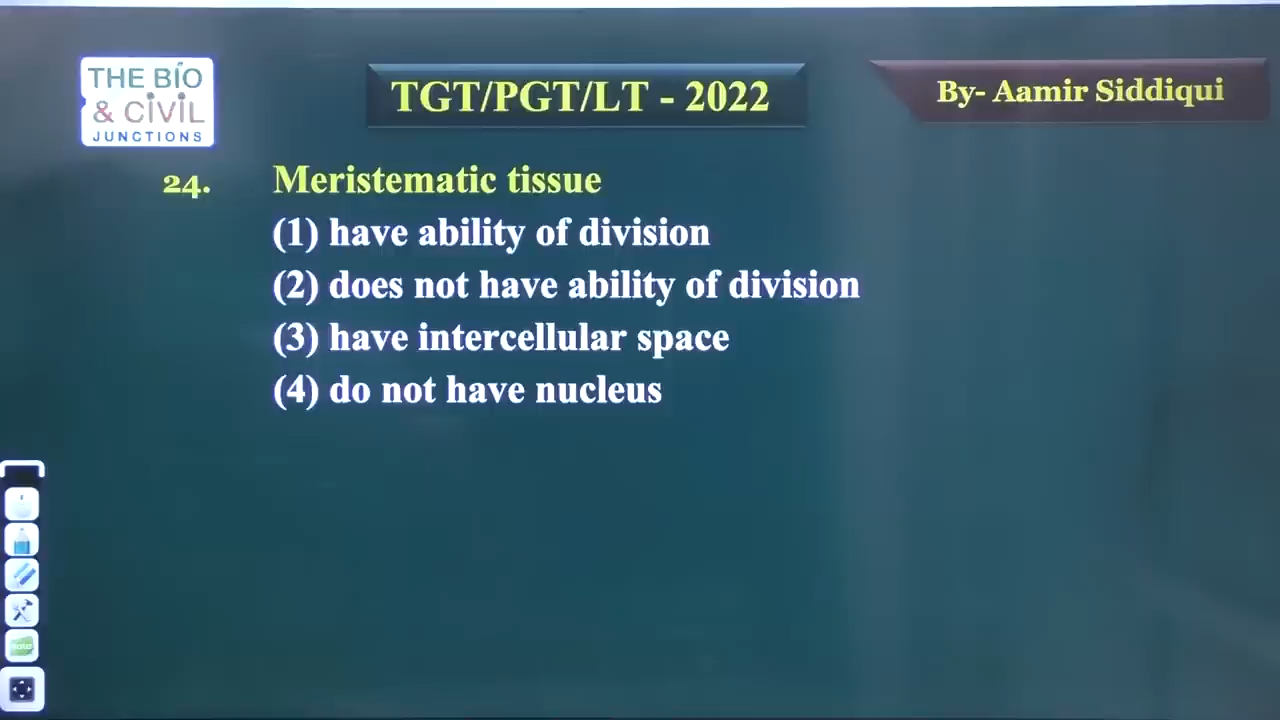 THE BIO
& CIVIL
JUNCTIONS
TGT/PGT/LT - 2022
By- Aamir Siddiqui
24. Meristematic tissue
(1) have ability of division
(2) does not have ability of division
(3) have intercellular space
(4) do not have nucleus